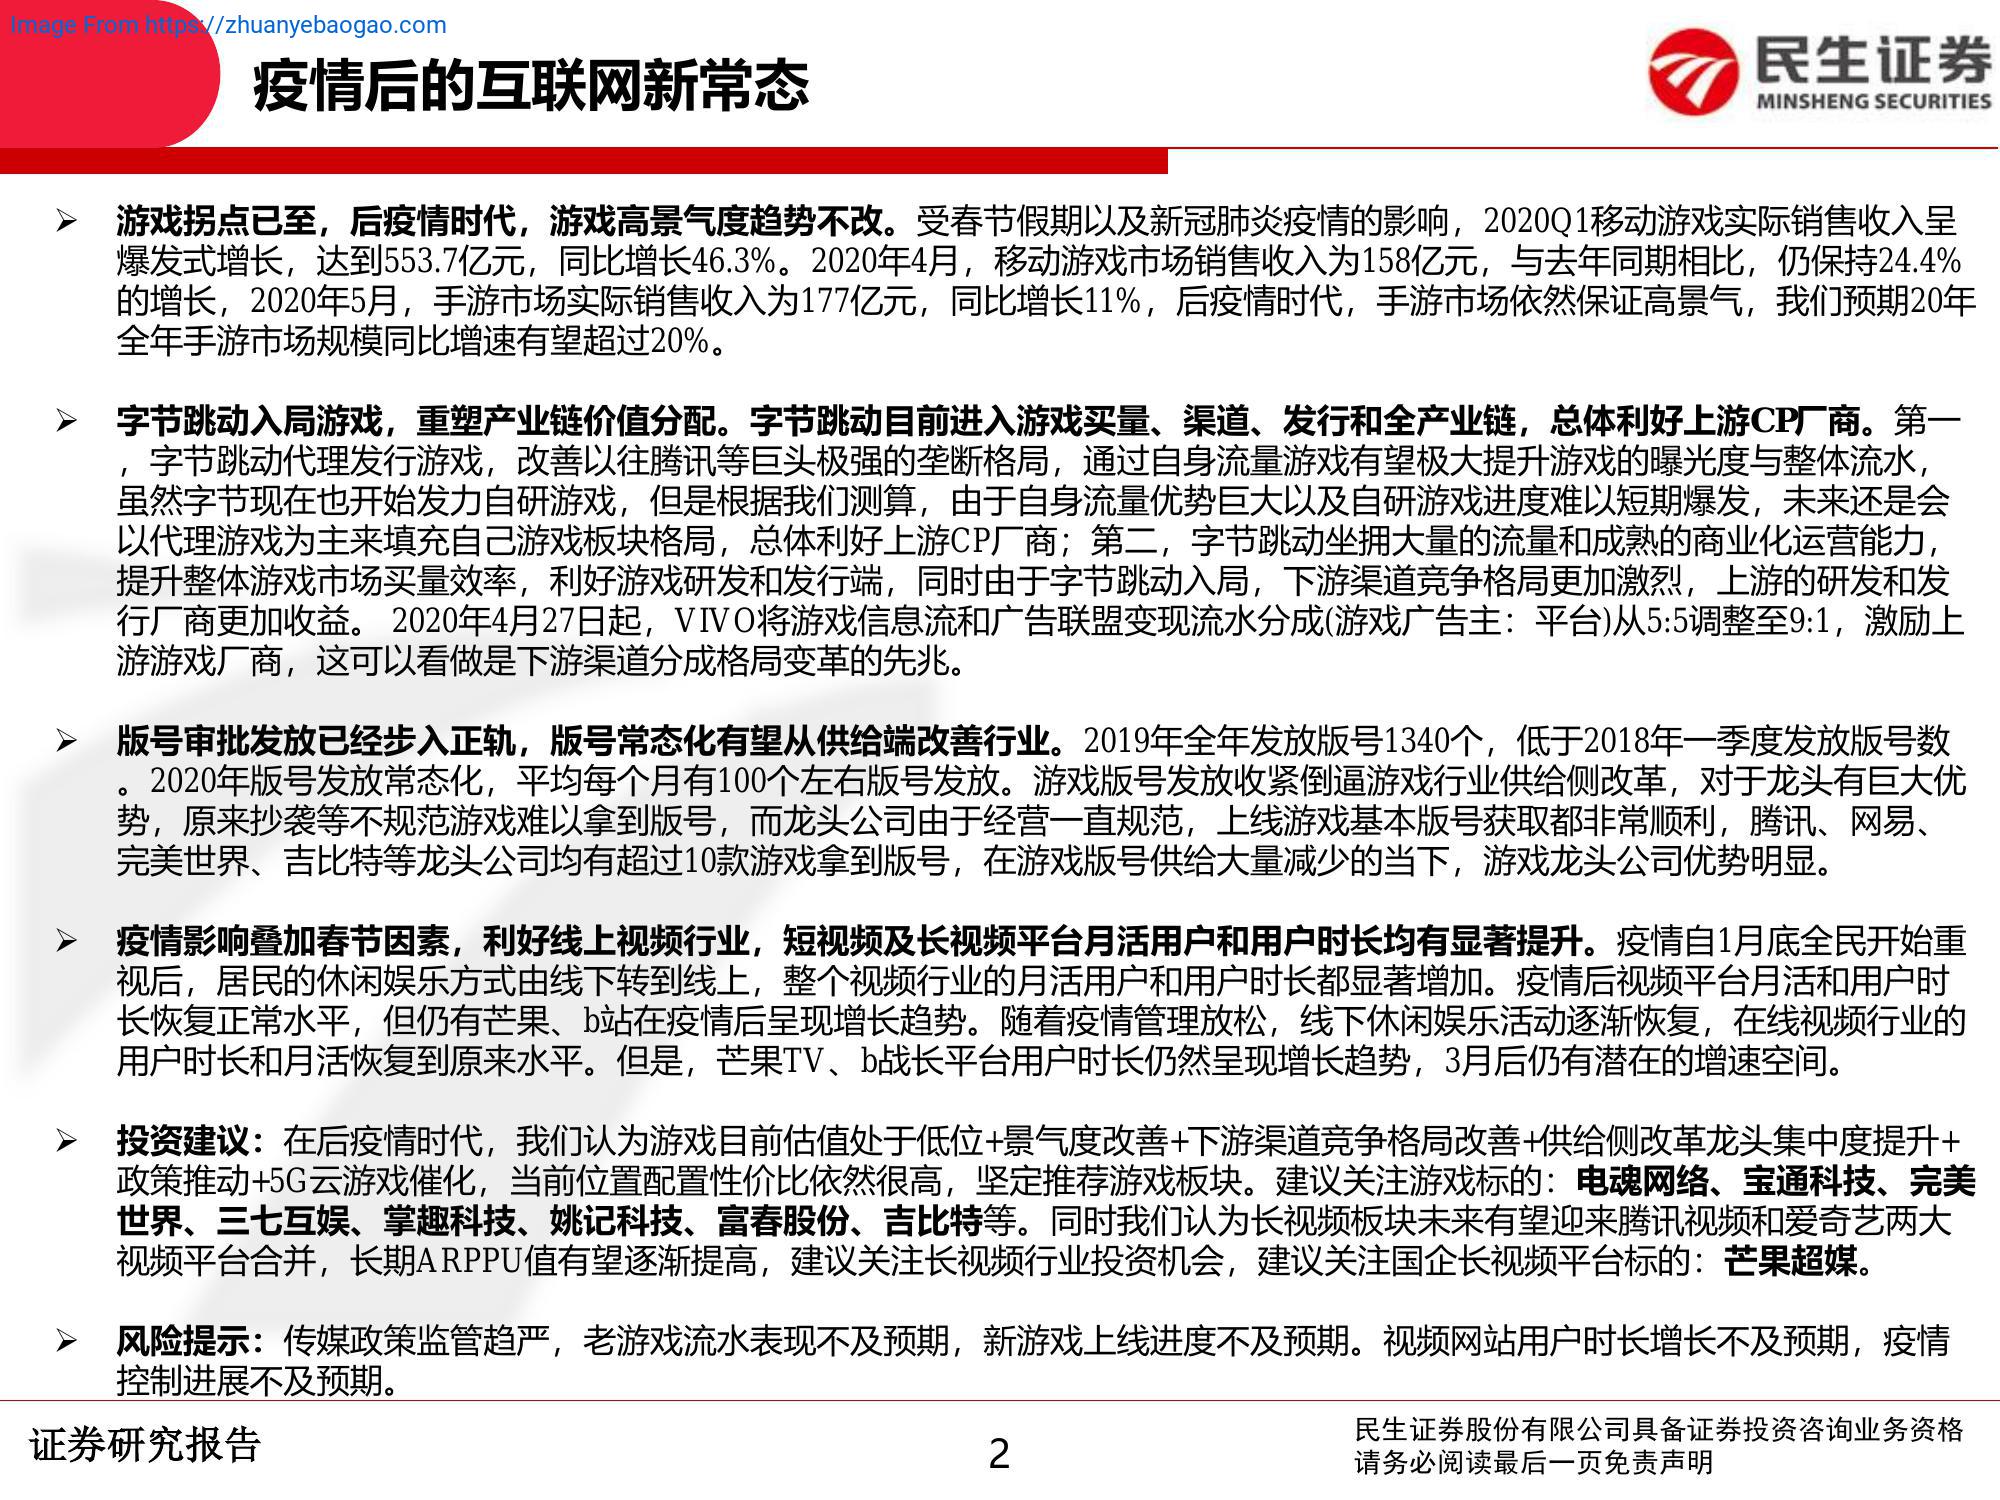 Image From https://zhuanyebaogao.com
疫情后的互联网新常态
民生证券
MINSHENG SECURITIES
➢ 游戏拐点已至，后疫情时代，游戏高景气度趋势不改。受春节假期以及新冠肺炎疫情的影响，2020Q1移动游戏实际销售收入呈
爆发式增长，达到553.7亿元，同比增长46.3%。2020年4月，移动游戏市场销售收入为158亿元，与去年同期相比，仍保持24.4%
的增长，2020年5月，手游市场实际销售收入为177亿元，同比增长11%，后疫情时代，手游市场依然保证高景气，我们预期20年
全年手游市场规模同比增速有望超过20%。
➢ 字节跳动入局游戏，重塑产业链价值分配。字节跳动目前进入游戏买量、渠道、发行和全产业链，总体利好上游CP厂商。第一
，字节跳动代理发行游戏，改善以往腾讯等巨头极强的垄断格局，通过自身流量游戏有望极大提升游戏的曝光度与整体流水，
虽然字节现在也开始发力自研游戏，但是根据我们测算，由于自身流量优势巨大以及自研游戏进度难以短期爆发，未来还是会
以代理游戏为主来填充自己游戏板块格局，总体利好上游CP厂商；第二，字节跳动坐拥大量的流量和成熟的商业化运营能力，
提升整体游戏市场买量效率，利好游戏研发和发行端，同时由于字节跳动入局，下游渠道竞争格局更加激烈，上游的研发和发
行厂商更加收益。 2020年4月27日起，VIVO将游戏信息流和广告联盟变现流水分成(游戏广告主：平台)从5:5调整至9:1，激励上
游游戏厂商，这可以看做是下游渠道分成格局变革的先兆。
➢ 版号审批发放已经步入正轨，版号常态化有望从供给端改善行业。2019年全年发放版号1340个，低于2018年一季度发放版号数
。2020年版号发放常态化，平均每个月有100个左右版号发放。游戏版号发放收紧倒逼游戏行业供给侧改革，对于龙头有巨大优
势，原来抄袭等不规范游戏难以拿到版号，而龙头公司由于经营一直规范，上线游戏基本版号获取都非常顺利，腾讯、网易、
完美世界、吉比特等龙头公司均有超过10款游戏拿到版号，在游戏版号供给大量减少的当下，游戏龙头公司优势明显。
➢ 疫情影响叠加春节因素，利好线上视频行业，短视频及长视频平台月活用户和用户时长均有显著提升。疫情自1月底全民开始重
视后，居民的休闲娱乐方式由线下转到线上，整个视频行业的月活用户和用户时长都显著增加。疫情后视频平台月活和用户时
长恢复正常水平，但仍有芒果、b站在疫情后呈现增长趋势。随着疫情管理放松，线下休闲娱乐活动逐渐恢复，在线视频行业的
用户时长和月活恢复到原来水平。但是，芒果TV、b战长平台用户时长仍然呈现增长趋势，3月后仍有潜在的增速空间。
➢ 投资建议：在后疫情时代，我们认为游戏目前估值处于低位+景气度改善+下游渠道竞争格局改善+供给侧改革龙头集中度提升+
政策推动+5G云游戏催化，当前位置配置性价比依然很高，坚定推荐游戏板块。建议关注游戏标的：电魂网络、宝通科技、完美
世界、三七互娱、掌趣科技、姚记科技、富春股份、吉比特等。同时我们认为长视频板块未来有望迎来腾讯视频和爱奇艺两大
视频平台合并，长期ARPPU值有望逐渐提高，建议关注长视频行业投资机会，建议关注国企长视频平台标的：芒果超媒。
➢ 风险提示：传媒政策监管趋严，老游戏流水表现不及预期，新游戏上线进度不及预期。视频网站用户时长增长不及预期，疫情
控制进展不及预期。
证券研究报告
2
民生证券股份有限公司具备证券投资咨询业务资格
请务必阅读最后一页免责声明